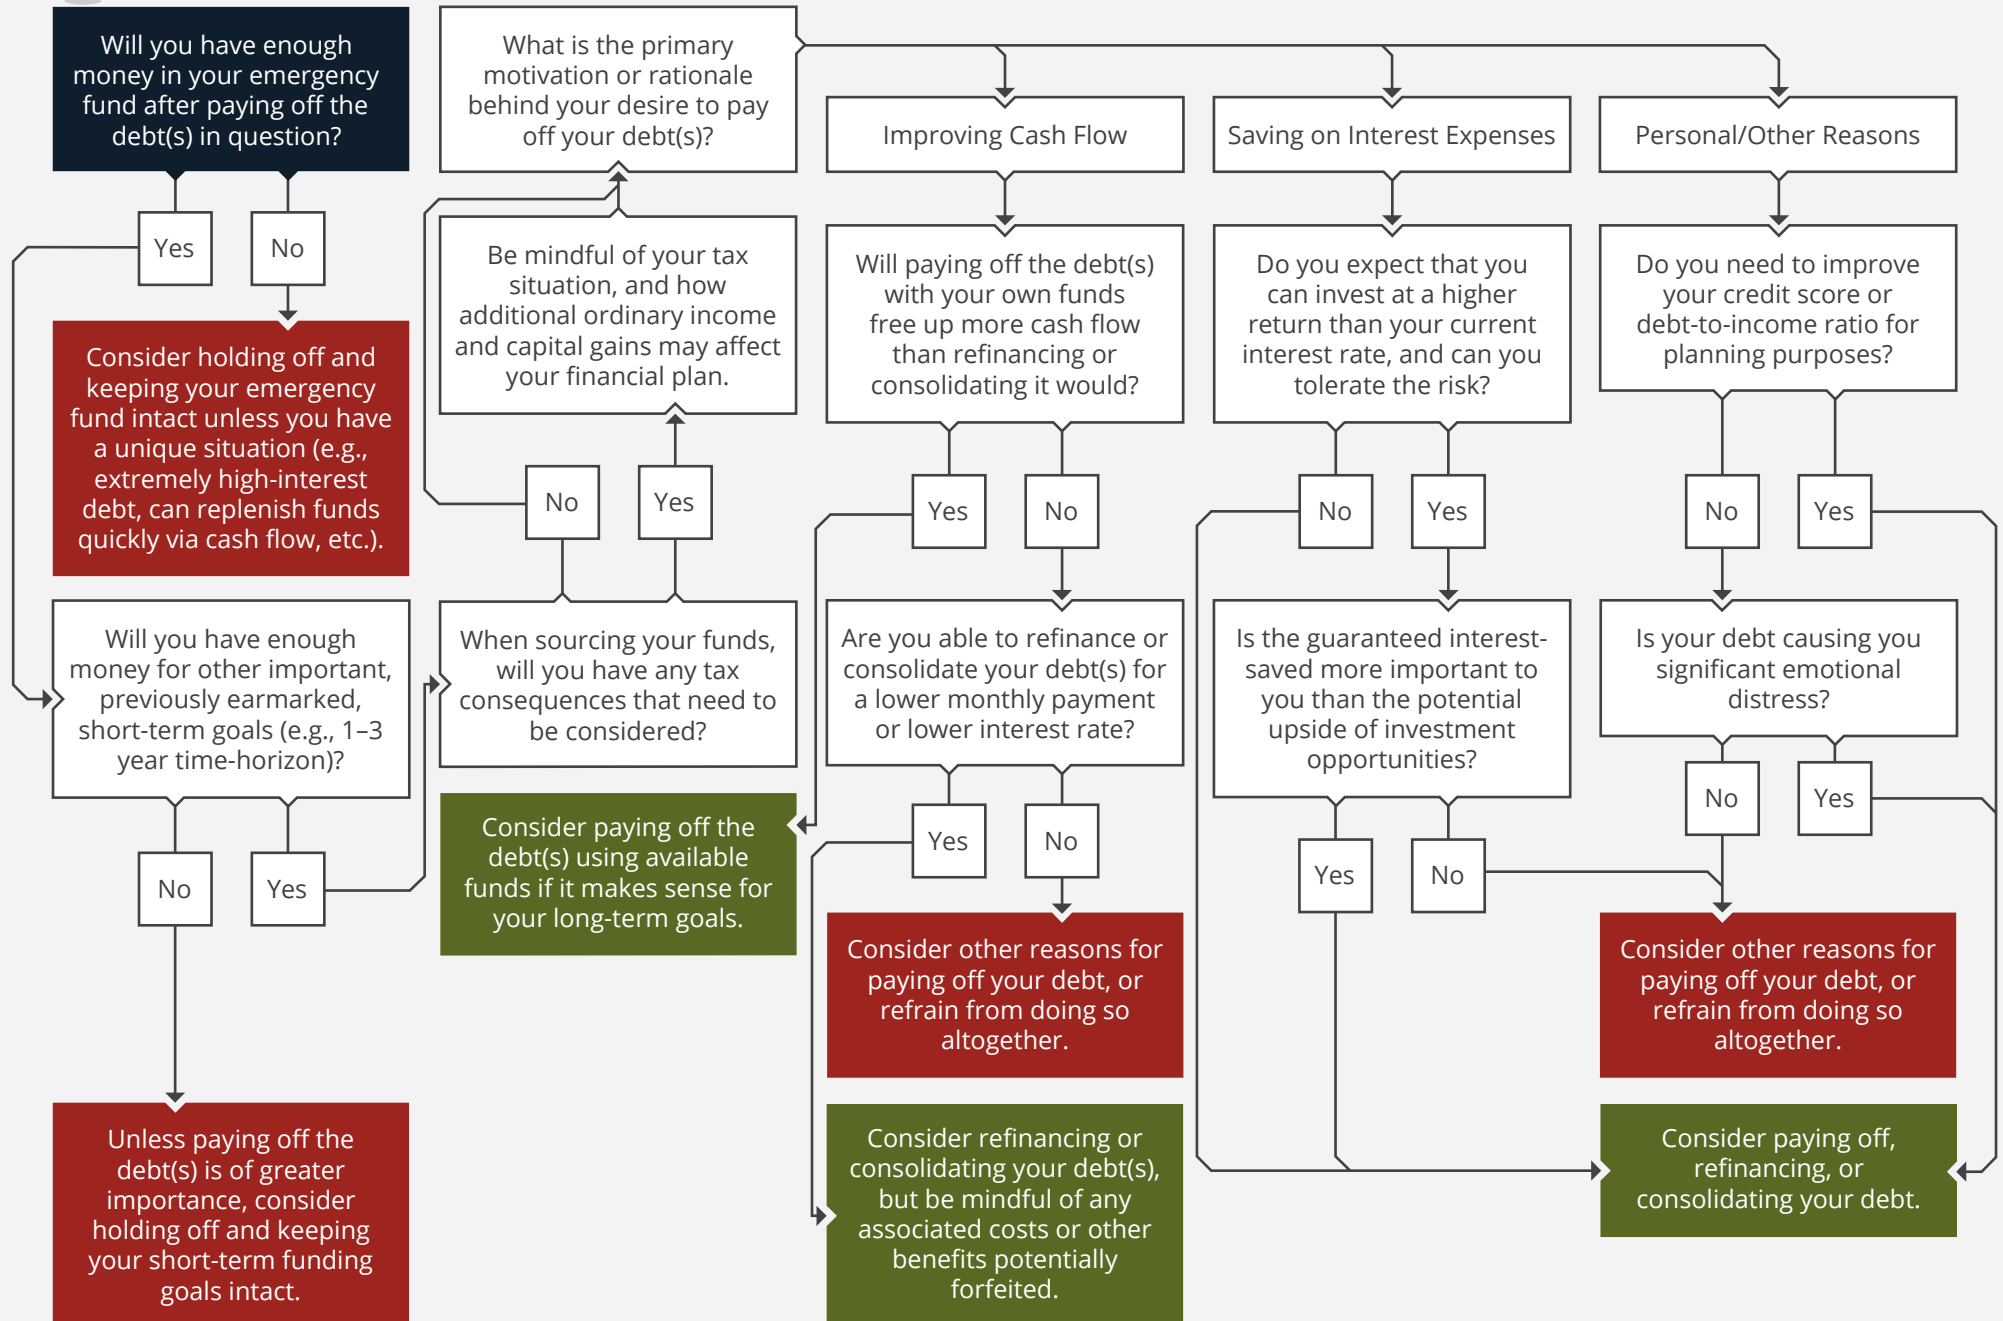 Will you have enough
money in your emergency
fund after paying off the
debt(s) in question?
Yes
No
Consider holding off and
keeping your emergency
fund intact unless you have
a unique situation (e.g.,
extremely high-interest
debt, can replenish funds
quickly via cash flow, etc.).
Will you have enough
money for other important,
previously earmarked,
short-term goals (e.g., 1–3
year time-horizon)?
No
Yes
Unless paying off the
debt(s) is of greater
importance, consider
holding off and keeping
your short-term funding
goals intact.
What is the primary
motivation or rationale
behind your desire to pay
off your debt(s)?
Be mindful of your tax
situation, and how
additional ordinary income
and capital gains may affect
your financial plan.
No
Yes
When sourcing your funds,
will you have any tax
consequences that need to
be considered?
Consider paying off the
debt(s) using available
funds if it makes sense for
your long-term goals.
Improving Cash Flow
Will paying off the debt(s)
with your own funds
free up more cash flow
than refinancing or
consolidating it would?
Yes
No
Are you able to refinance or
consolidate your debt(s) for
a lower monthly payment
or lower interest rate?
Yes
No
Consider other reasons for
paying off your debt, or
refrain from doing so
altogether.
Consider refinancing or
consolidating your debt(s),
but be mindful of any
associated costs or other
benefits potentially
forfeited.
Saving on Interest Expenses
Do you expect that you
can invest at a higher
return than your current
interest rate, and can you
tolerate the risk?
No
Yes
Is the guaranteed interest-
saved more important to
you than the potential
upside of investment
opportunities?
Yes
No
Personal/Other Reasons
Do you need to improve
your credit score or
debt-to-income ratio for
planning purposes?
No
Yes
Is your debt causing you
significant emotional
distress?
No
Yes
Consider other reasons for
paying off your debt, or
refrain from doing so
altogether.
Consider paying off,
refinancing, or
consolidating your debt.